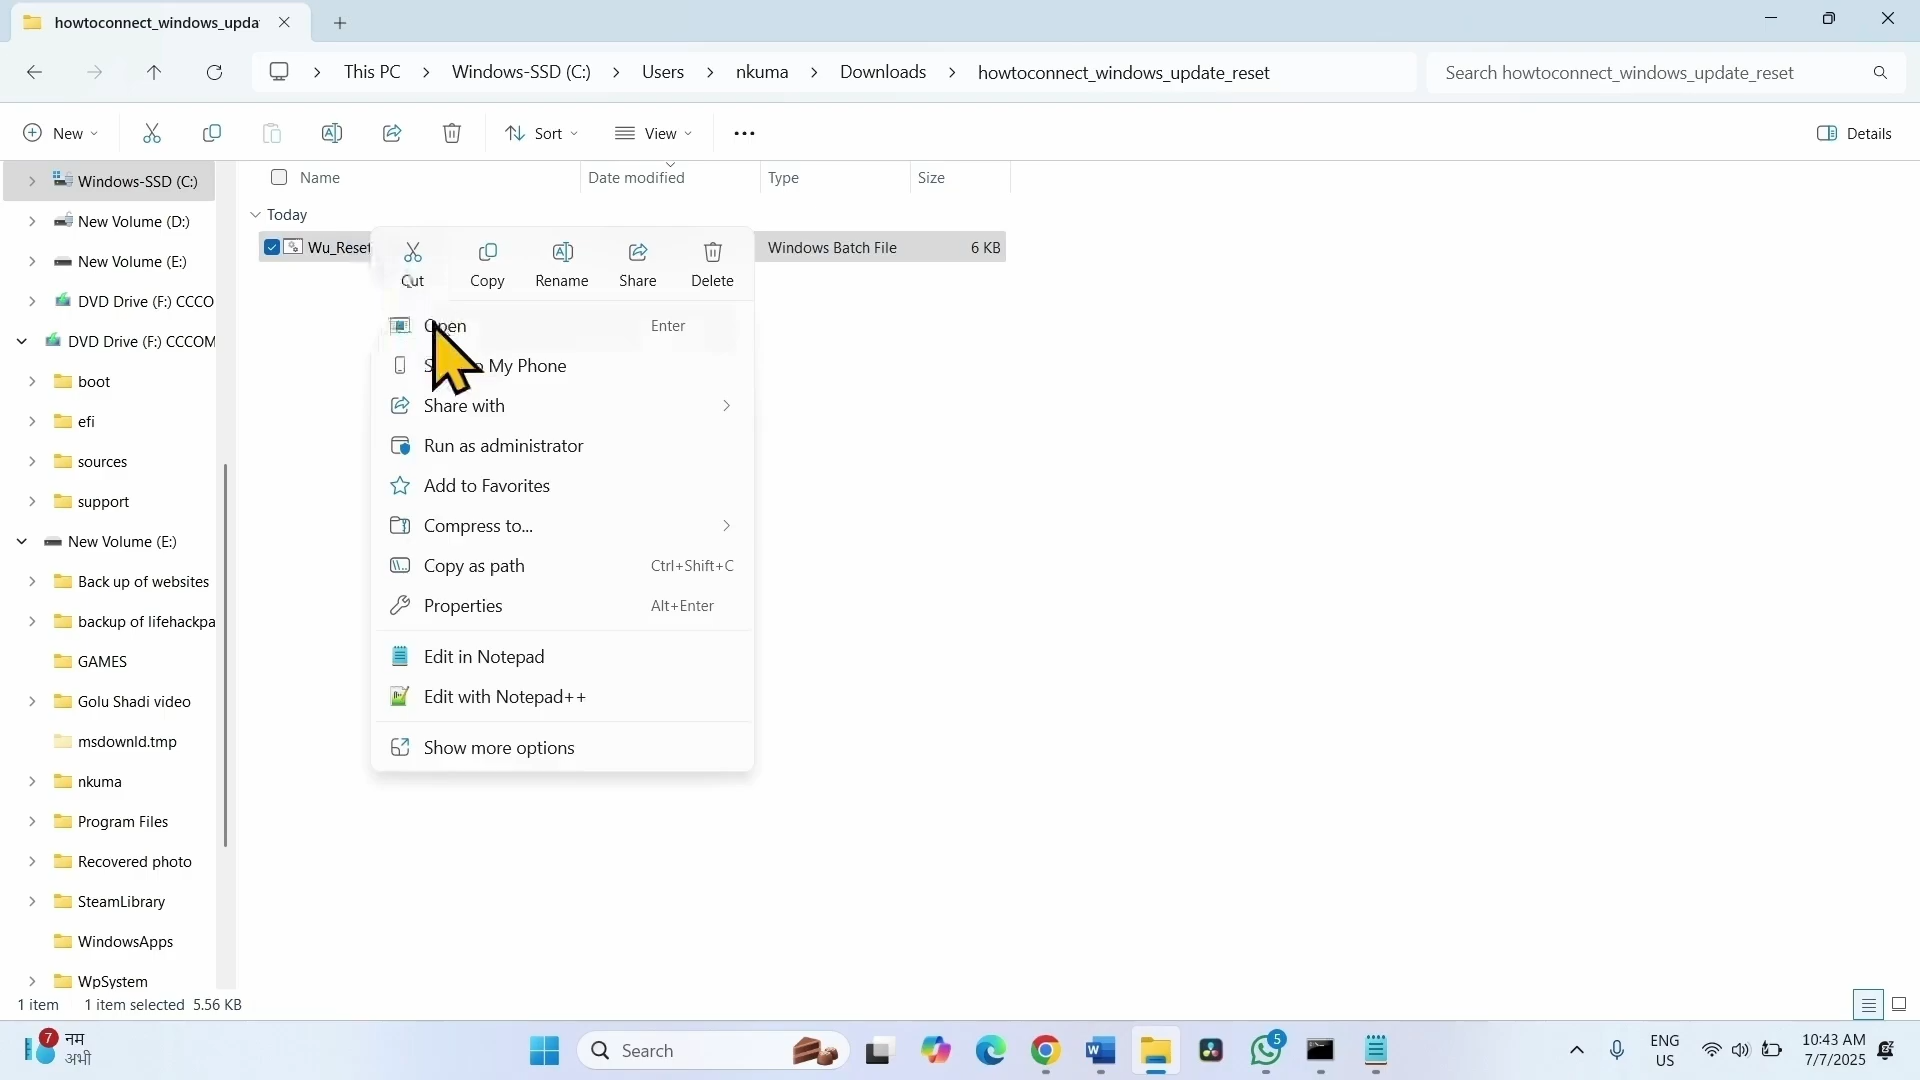 howtoconnect_windows_upda
This PC > Windows-SSD (C:) > Users > nkuma > Downloads > howtoconnect_windows_update_reset
Search howtoconnect_windows_update_reset
New
Sort
View
Details
Name
Date modified
Type
Size
Today
Wu_Reset
Windows Batch File
6 KB
Windows-SSD (C:)
New Volume (D:)
New Volume (E:)
DVD Drive (F:) CCCO
DVD Drive (F:) CCCOM
boot
efi
sources
support
New Volume (E:)
Back up of websites
backup of lifehackpa
GAMES
Golu Shadi video
msdownld.tmp
nkuma
Program Files
Recovered photo
SteamLibrary
WindowsApps
WpSystem
Cut
Copy
Rename
Share
Delete
Open Enter
My Phone
Share with
Run as administrator
Add to Favorites
Compress to...
Copy as path Ctrl+Shift+C
Properties Alt+Enter
Edit in Notepad
Edit with Notepad++
Show more options
1 item 1 item selected 5.56 KB
7
नम
अभी
Search
5
ENG
US
10:43 AM
7/7/2025